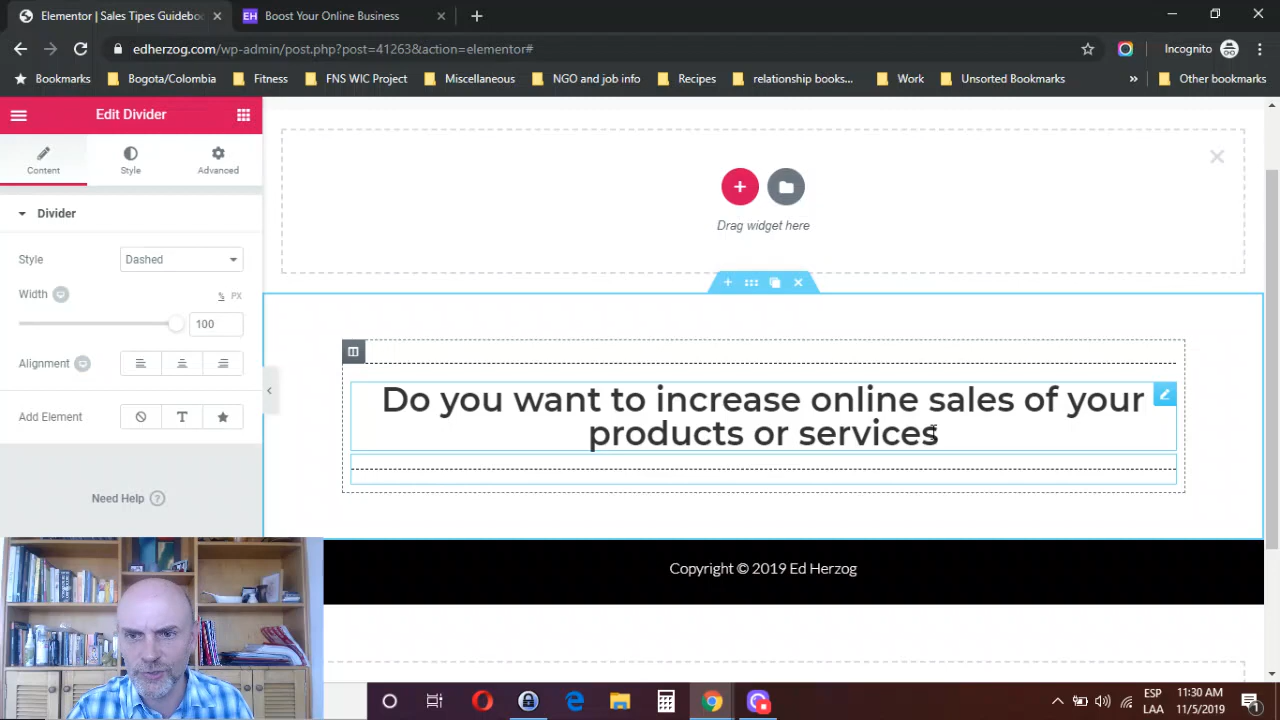 Elementor | Sales Tips Guidebo
Boost Your Online Business
edherzog.com/wp-admin/post.php?post=41263&action=elementor#
Incognito
Bookmarks
Bogota/Colombia
Fitness
FNS WIC Project
Miscellaneous
NGO and job info
Recipes
relationship books...
Work
Unsorted Bookmarks
»
Other bookmarks
Edit Divider
Content
Style
Advanced
Divider
Style
Dashed
Width
% PX
100
Alignment
Add Element
Need Help ?
Drag widget here
Do you want to increase online sales of your
products or services
Copyright © 2019 Ed Herzog
ESP
LAA
11:30 AM
11/5/2019
1